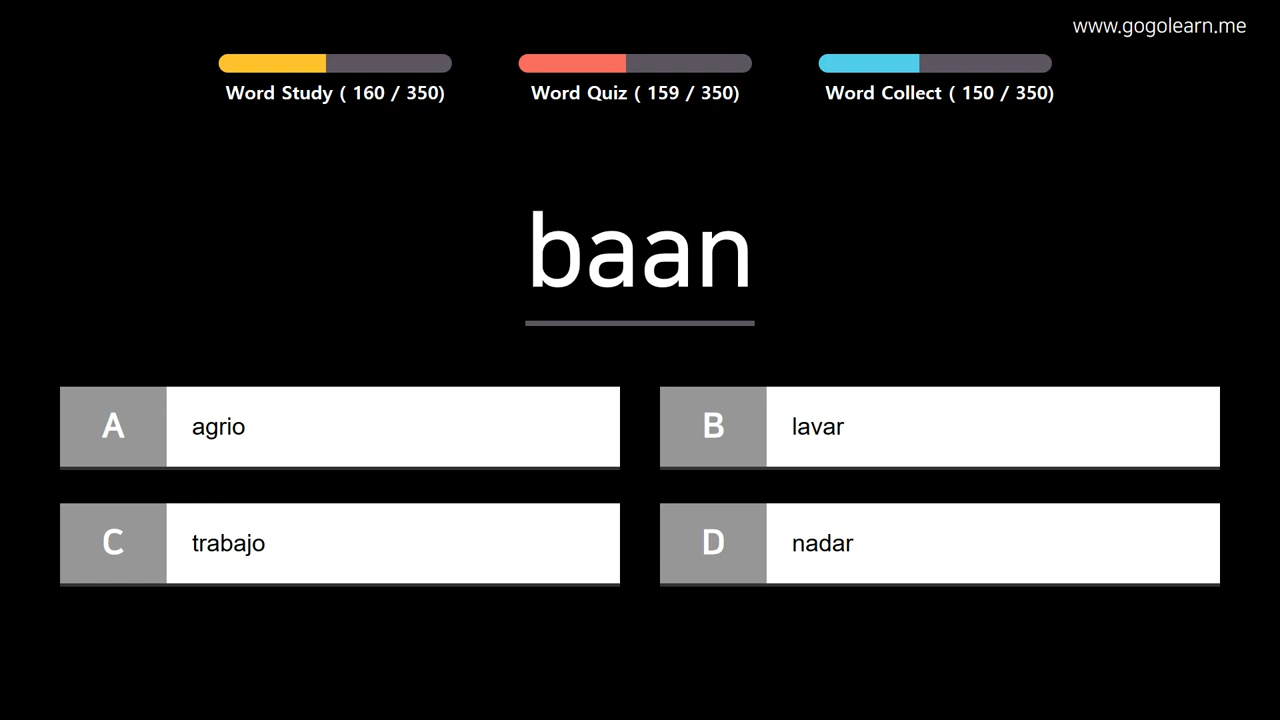 www.gogolearn.me
Word Study ( 160 / 350)
Word Quiz ( 159 / 350)
Word Collect ( 150 / 350)
baan
A agrio
B lavar
C trabajo
D nadar